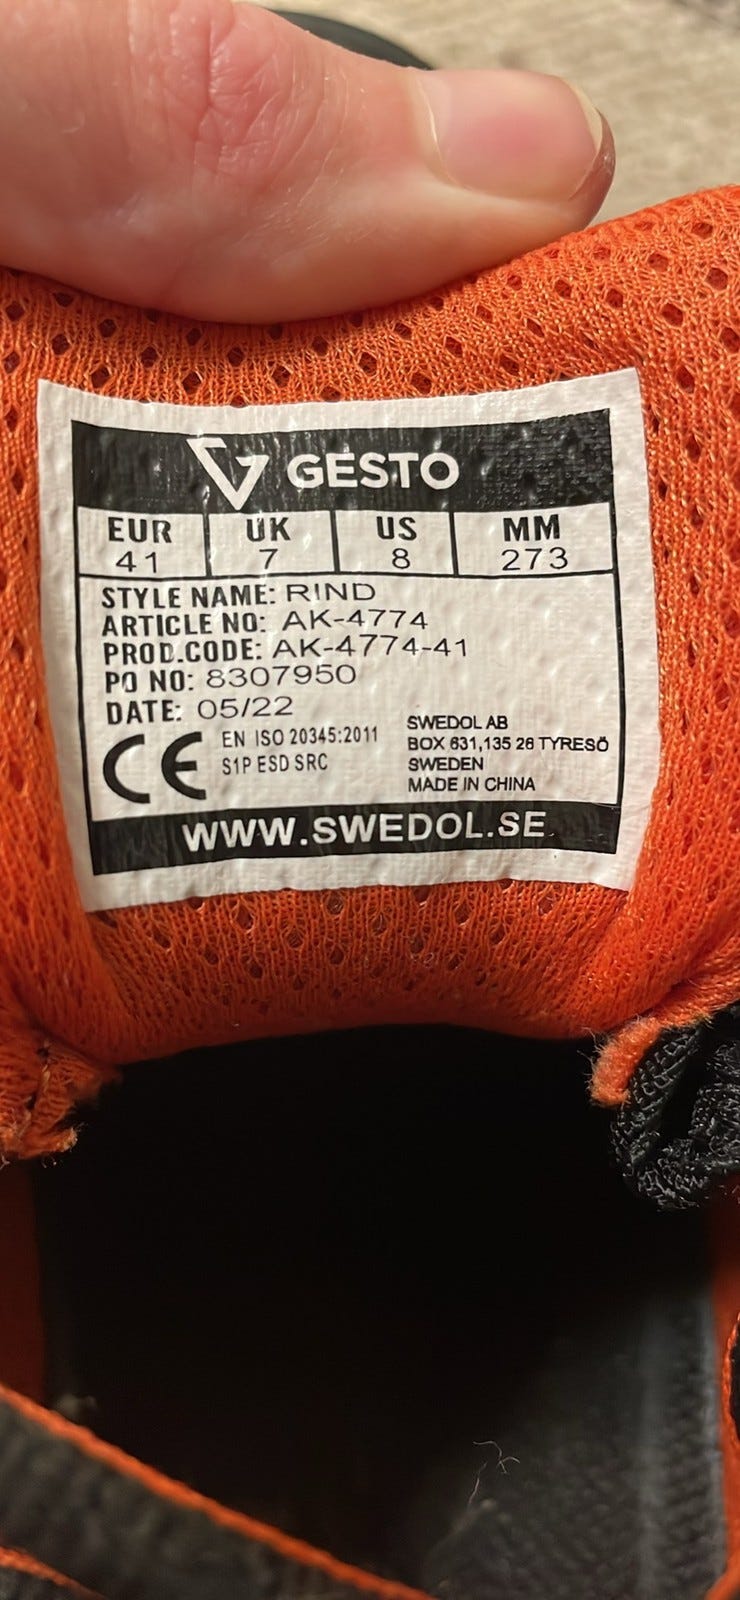 GESTO
EUR UK US MM
41 7 8 273
STYLE NAME: RIND
ARTICLE NO: AK-4774
PROD.CODE: AK-4774-41
PO NO: 8307950
DATE: 05/22
CE
EN ISO 20345:2011
S1P ESD SRC
SWEDOL AB
BOX 631,135 26 TYRESÖ
SWEDEN
MADE IN CHINA
WWW.SWEDOL.SE